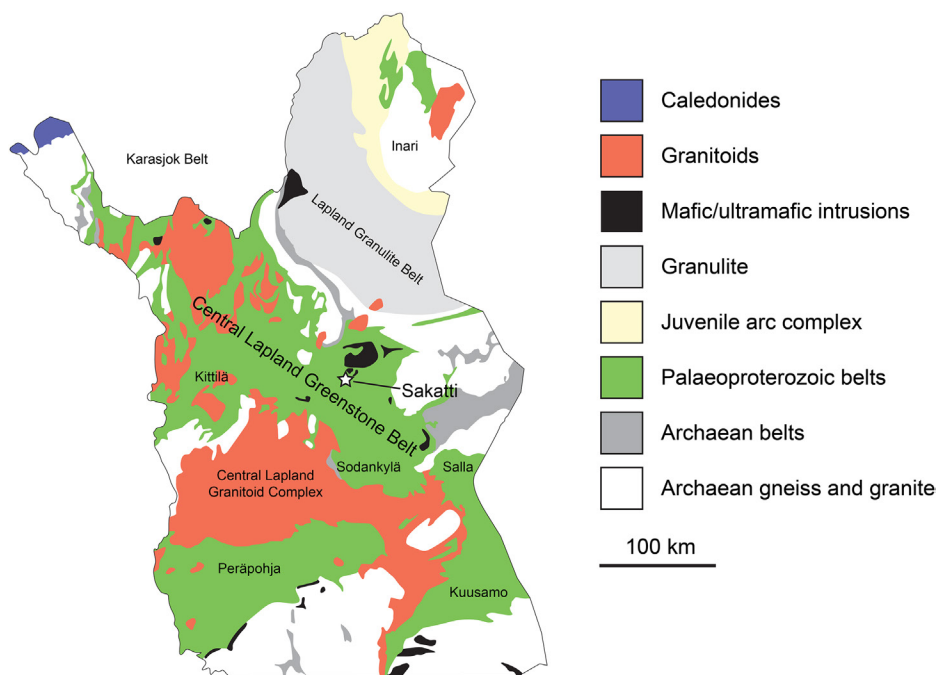 Karasjok Belt
Inari
Lapland Granulite Belt
Central Lapland Greenstone Belt
Kittilä
Sakatti
Sodankylä
Salla
Central Lapland
Granitoid Complex
Peräpohja
Kuusamo
Caledonides
Granitoids
Mafic/ultramafic intrusions
Granulite
Juvenile arc complex
Palaeoproterozoic belts
Archaean belts
Archaean gneiss and granite
100 km